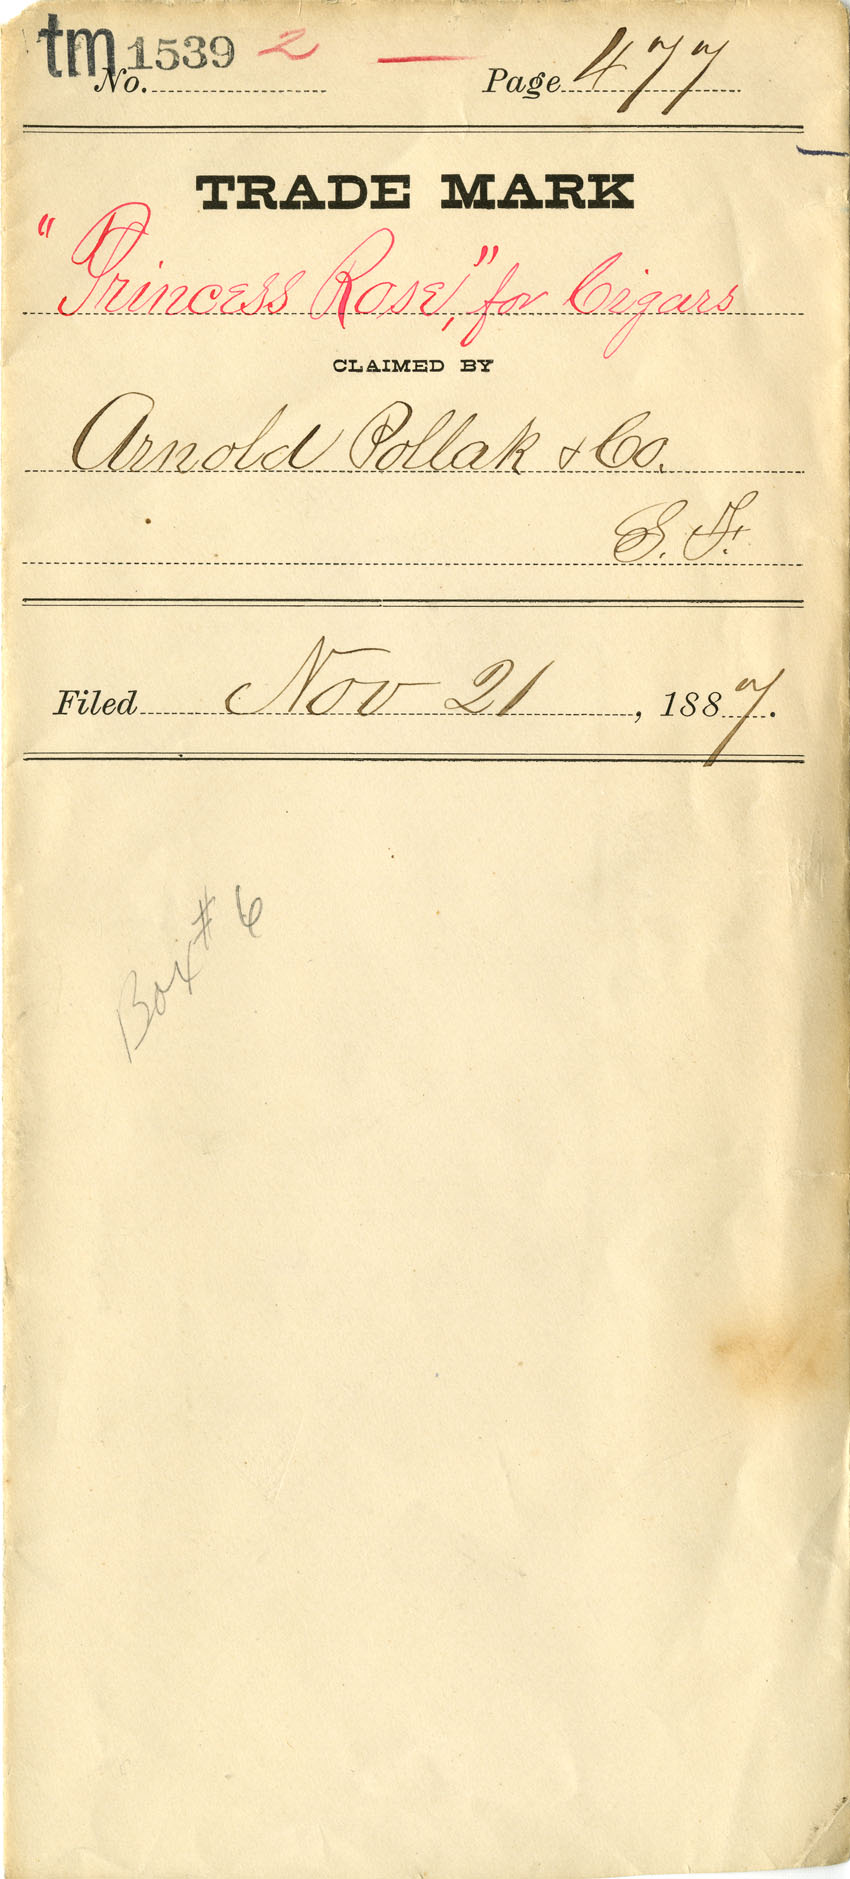 tm 1539 2 —
No. Page 477
TRADE MARK
"Princess Rose," for Cigars
CLAIMED BY
Arnold Pollak & Co.
S. F.
Filed Nov 21, 1887.
Box # 6